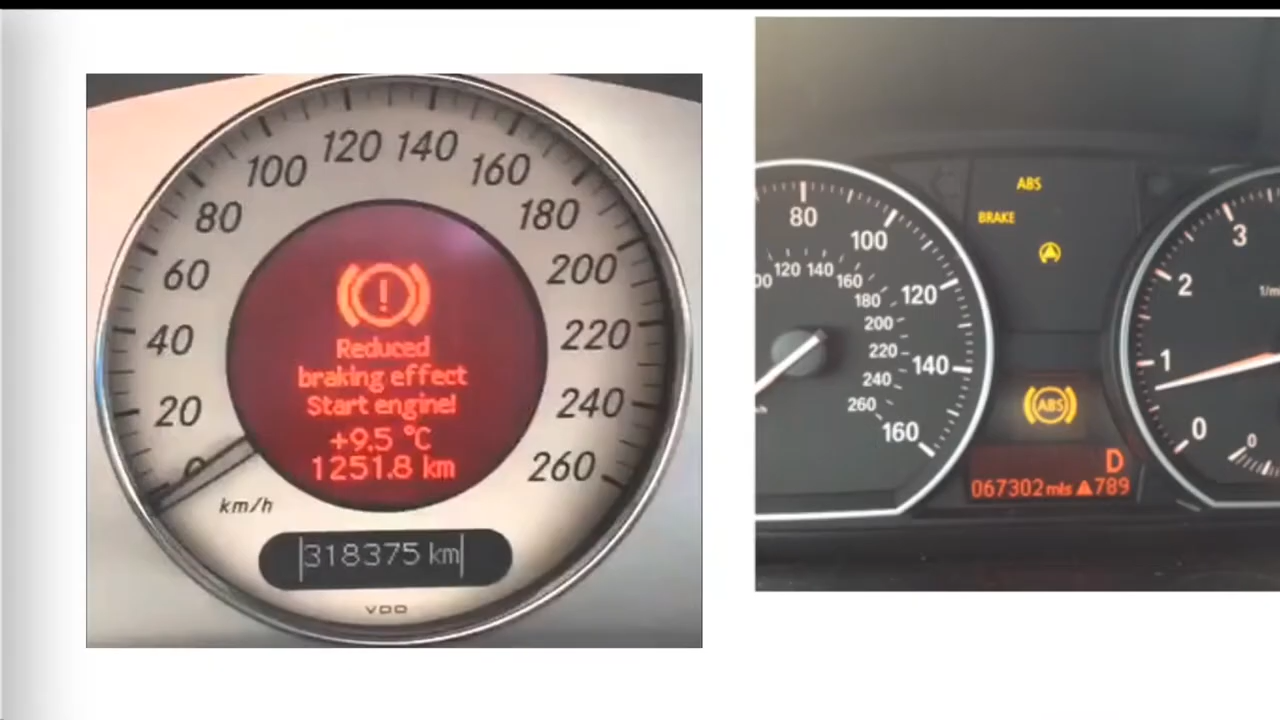 120 140
100 160
80 180
60 200
40 220
20 240
0 260
km/h
!
Reduced
braking effect
Start engine!
+9.5 °C
1251.8 km
318375 km
VDO
80
100
120
140
160
120 140
160
180
200
220
240
260
ABS
BRAKE
A
ABS
D
067302 mls ▲789
3
2
1
0
0